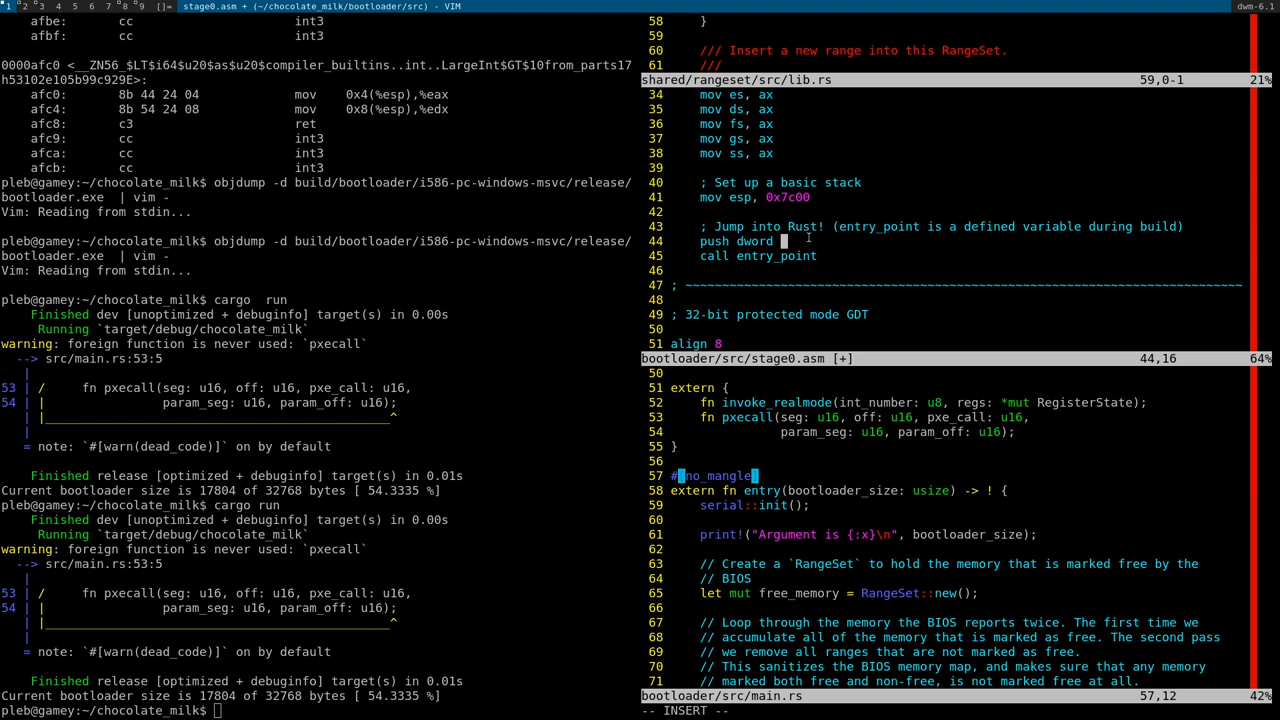 1 2 3 4 5 6 7 8 9 []= stage0.asm + (~/chocolate_milk/bootloader/src) - VIM dwm-6.1
afbe: cc int3
afbf: cc int3
0000afc0 <__ZN56_$LT$i64$u20$as$u20$compiler_builtins..int..LargeInt$GT$10from_parts17
h53102e105b99c929E>:
afc0: 8b 44 24 04 mov 0x4(%esp),%eax
afc4: 8b 54 24 08 mov 0x8(%esp),%edx
afc8: c3 ret
afc9: cc int3
afca: cc int3
afcb: cc int3
pleb@gamey:~/chocolate_milk$ objdump -d build/bootloader/i586-pc-windows-msvc/release/
bootloader.exe | vim -
Vim: Reading from stdin...
pleb@gamey:~/chocolate_milk$ objdump -d build/bootloader/i586-pc-windows-msvc/release/
bootloader.exe | vim -
Vim: Reading from stdin...
pleb@gamey:~/chocolate_milk$ cargo  run
Finished dev [unoptimized + debuginfo] target(s) in 0.00s
Running `target/debug/chocolate_milk`
warning: foreign function is never used: `pxecall`
--> src/main.rs:53:5
|
53 | / fn pxecall(seg: u16, off: u16, pxe_call: u16,
54 | | param_seg: u16, param_off: u16);
|_____________________________________________^
|
= note: `#[warn(dead_code)]` on by default
Finished release [optimized + debuginfo] target(s) in 0.01s
Current bootloader size is 17804 of 32768 bytes [ 54.3335 %]
pleb@gamey:~/chocolate_milk$ cargo run
Finished dev [unoptimized + debuginfo] target(s) in 0.00s
Running `target/debug/chocolate_milk`
warning: foreign function is never used: `pxecall`
--> src/main.rs:53:5
|
53 | / fn pxecall(seg: u16, off: u16, pxe_call: u16,
54 | | param_seg: u16, param_off: u16);
|_____________________________________________^
|
= note: `#[warn(dead_code)]` on by default
Finished release [optimized + debuginfo] target(s) in 0.01s
Current bootloader size is 17804 of 32768 bytes [ 54.3335 %]
pleb@gamey:~/chocolate_milk$
58 }
59
60 /// Insert a new range into this RangeSet.
61 ///
shared/rangeset/src/lib.rs 59,0-1 21%
34 mov es, ax
35 mov ds, ax
36 mov fs, ax
37 mov gs, ax
38 mov ss, ax
39
40 ; Set up a basic stack
41 mov esp, 0x7c00
42
43 ; Jump into Rust! (entry_point is a defined variable during build)
44 push dword
45 call entry_point
46
47 ; ~~~~~~~~~~~~~~~~~~~~~~~~~~~~~~~~~~~~~~~~~~~~~~~~~~~~~~~~~~~~~~~~~~~~~~~~~~~~
48
49 ; 32-bit protected mode GDT
50
51 align 8
bootloader/src/stage0.asm [+] 44,16 64%
50
51 extern {
52 fn invoke_realmode(int_number: u8, regs: *mut RegisterState);
53 fn pxecall(seg: u16, off: u16, pxe_call: u16,
54 param_seg: u16, param_off: u16);
55 }
56
57 #[no_mangle]
58 extern fn entry(bootloader_size: usize) -> ! {
59 serial::init();
60
61 print!("Argument is {:x}\n", bootloader_size);
62
63 // Create a `RangeSet` to hold the memory that is marked free by the
64 // BIOS
65 let mut free_memory = RangeSet::new();
66
67 // Loop through the memory the BIOS reports twice. The first time we
68 // accumulate all of the memory that is marked as free. The second pass
69 // we remove all ranges that are not marked as free.
70 // This sanitizes the BIOS memory map, and makes sure that any memory
71 // marked both free and non-free, is not marked free at all.
bootloader/src/main.rs 57,12 42%
-- INSERT --